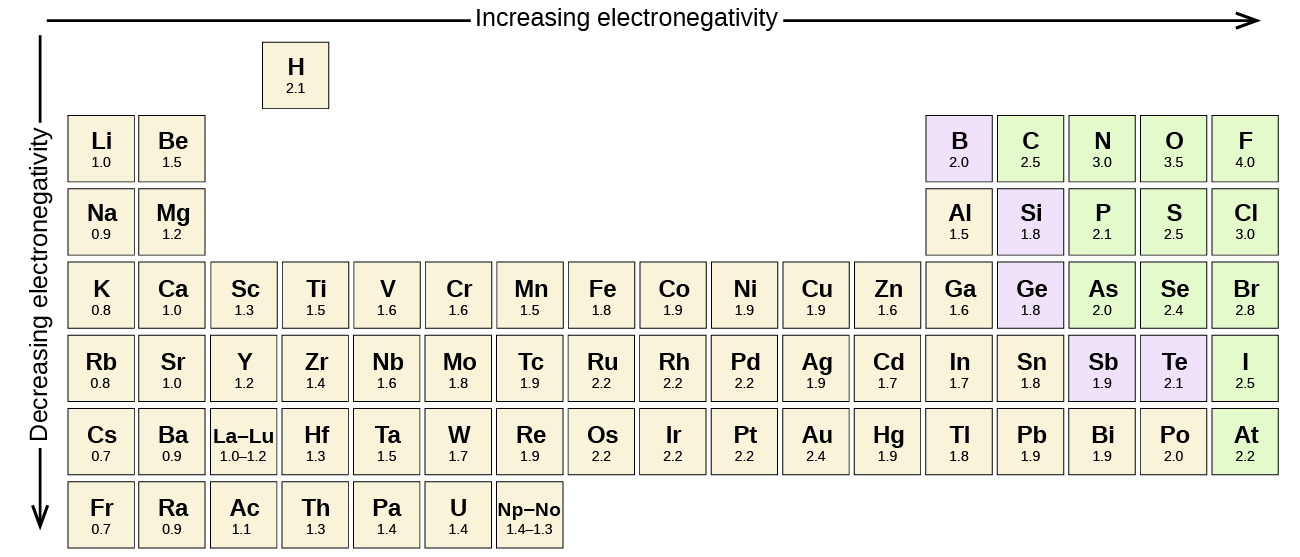 Increasing electronegativity
Decreasing electronegativity
H
2.1
Li Be B C N O F
1.0 1.5 2.0 2.5 3.0 3.5 4.0
Na Mg Al Si P S Cl
0.9 1.2 1.5 1.8 2.1 2.5 3.0
K Ca Sc Ti V Cr Mn Fe Co Ni Cu Zn Ga Ge As Se Br
0.8 1.0 1.3 1.5 1.6 1.6 1.5 1.8 1.9 1.9 1.9 1.6 1.6 1.8 2.0 2.4 2.8
Rb Sr Y Zr Nb Mo Tc Ru Rh Pd Ag Cd In Sn Sb Te I
0.8 1.0 1.2 1.4 1.6 1.8 1.9 2.2 2.2 2.2 1.9 1.7 1.7 1.8 1.9 2.1 2.5
Cs Ba La–Lu Hf Ta W Re Os Ir Pt Au Hg Tl Pb Bi Po At
0.7 0.9 1.0–1.2 1.3 1.5 1.7 1.9 2.2 2.2 2.2 2.4 1.9 1.8 1.9 1.9 2.0 2.2
Fr Ra Ac Th Pa U Np–No
0.7 0.9 1.1 1.3 1.4 1.4 1.4–1.3